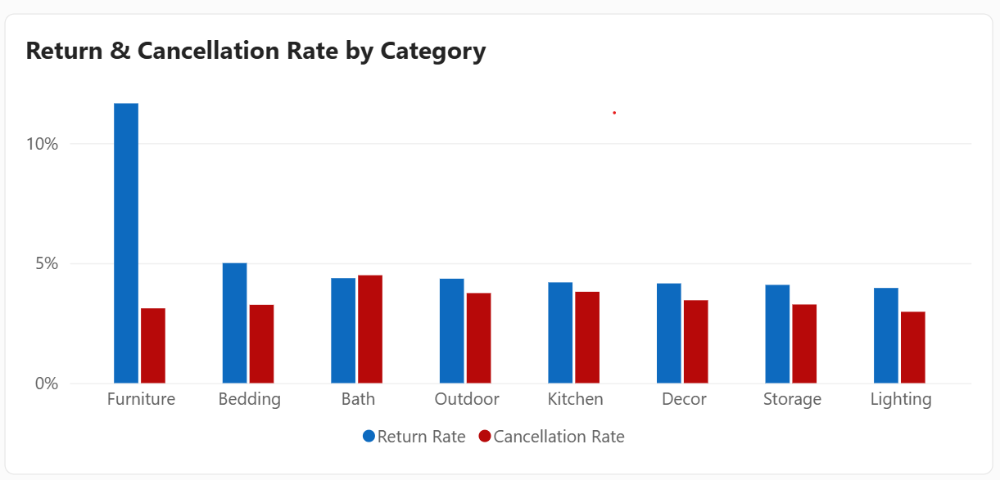 Return & Cancellation Rate by Category
10%
5%
0%
Furniture Bedding Bath Outdoor Kitchen Decor Storage Lighting
Return Rate Cancellation Rate